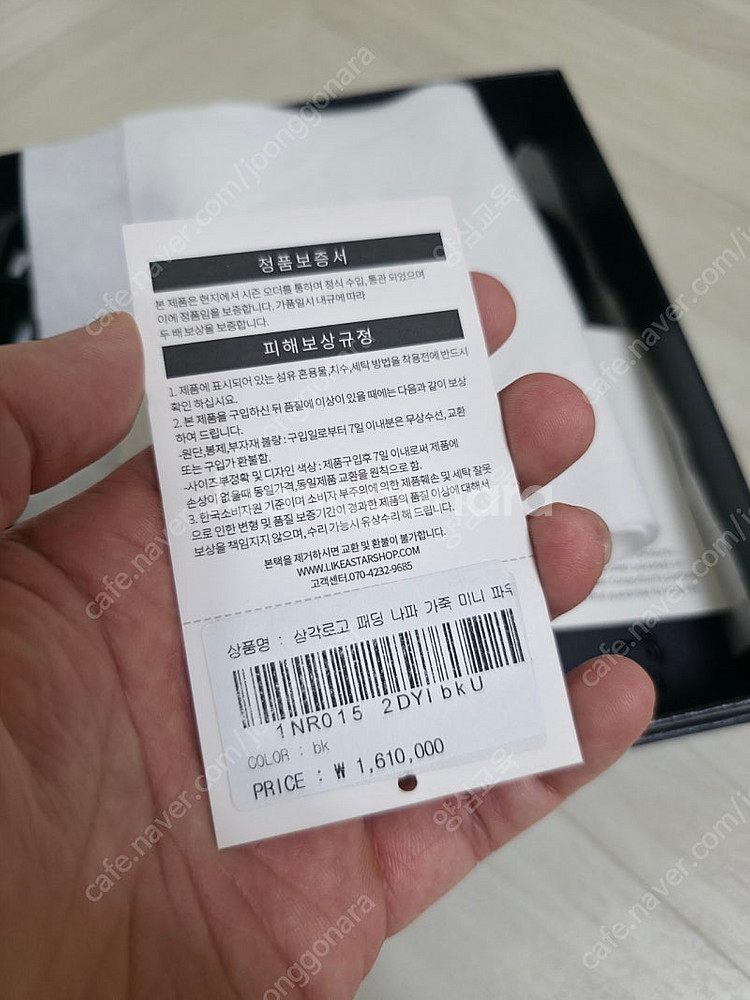 정품보증서
본 제품은 현지에서 시즌 오더를 통하여 정식 수입, 통관 되었으며
이에 정품임을 보증합니다. 가품일시 내규에 따라
두 배 보상을 보증합니다.
피해보상규정
1. 제품에 표시되어 있는 섬유 혼용물,치수,세탁 방법을 착용전에 반드시
확인 하십시요.
2. 본 제품을 구입하신 뒤 품질에 이상이 있을 때에는 다음과 같이 보상
하여 드립니다.
-원단,봉제,부자재 불량 : 구입일로부터 7일 이내분은 무상수선, 교환
또는 구입가 환불함.
-사이즈 부정확 및 디자인 색상 : 제품구입후 7일 이내로써 제품에
손상이 없을때 동일가격,동일제품 교환을 원칙으로 함.
3. 한국소비자원 기준이며 소비자 부주의에 의한 제품훼손 및 세탁 잘못
으로 인한 변형 및 품질 보증기간이 경과한 제품의 품질 이상에 대해서
보상을 책임지지 않으며, 수리 가능시 유상수리 해 드립니다.
본택을 제거하시면 교환 및 환불이 불가합니다.
WWW.LIKEASTARSHOP.COM
고객센터.070-4232-9685
상품명 : 삼각로고 패딩 나파 가죽 미니 파우
1NR015 2DYI bkU
COLOR : bk
PRICE : ₩ 1,610,000
cafe.naver.com/joonggonara
양심교육